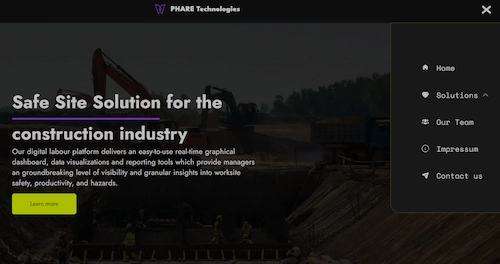 PHARE Technologies
Home
Solutions
Our Team
Impressum
Contact us
Safe Site Solution for the
construction industry
Our digital labour platform delivers an easy-to-use real-time graphical
dashboard, data visualizations and reporting tools which provide managers
an groundbreaking level of visibility and granular insights into worksite
safety, productivity, and hazards.
Learn more